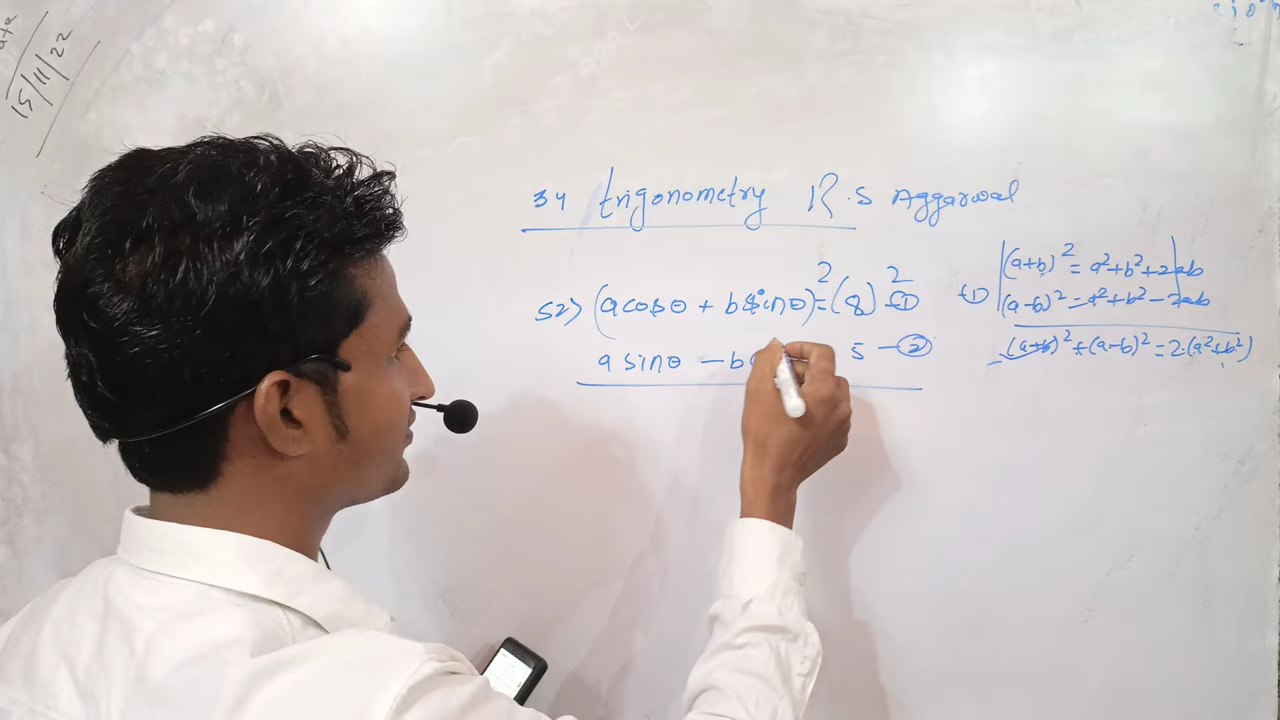 15/11/22
34 trigonometry R.S Aggarwal
52> (a cosθ + b sinθ)²=(8)² ①
a sinθ – b 5 – ②
① (a+b)² = a²+b²+2ab
(a-b)² = a²+b²-2ab
(a+b)² + (a-b)² = 2(a²+b²)